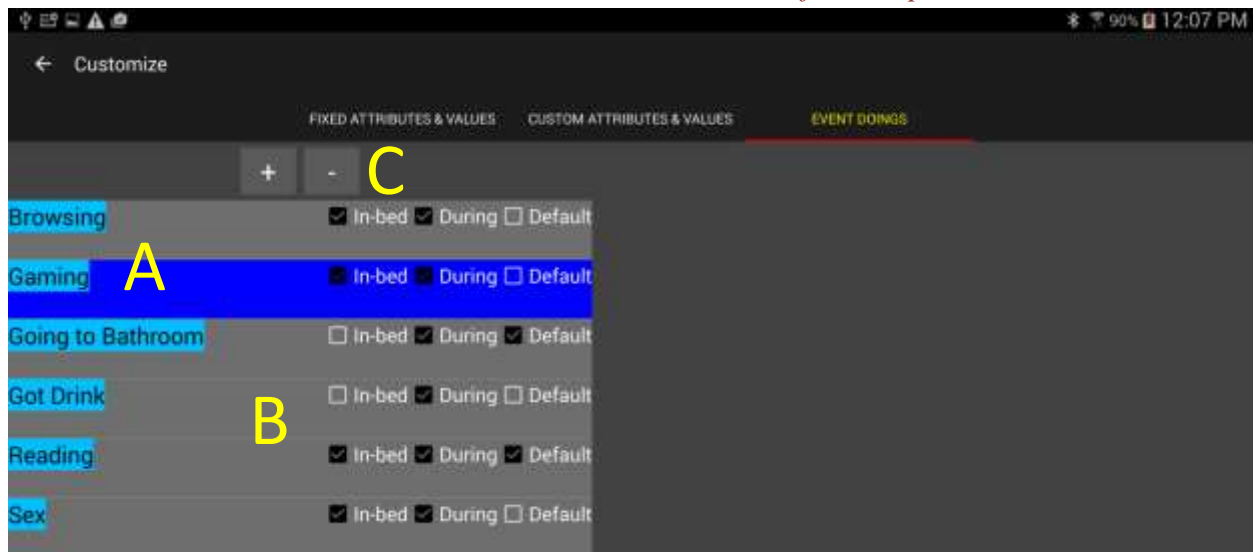 90% 12:07 PM
← Customize
FIXED ATTRIBUTES & VALUES CUSTOM ATTRIBUTES & VALUES EVENT DOINGS
+ - C
Browsing In-bed During Default
A
Gaming In-bed During Default
Going to Bathroom In-bed During Default
Got Drink In-bed During Default
B
Reading In-bed During Default
Sex In-bed During Default